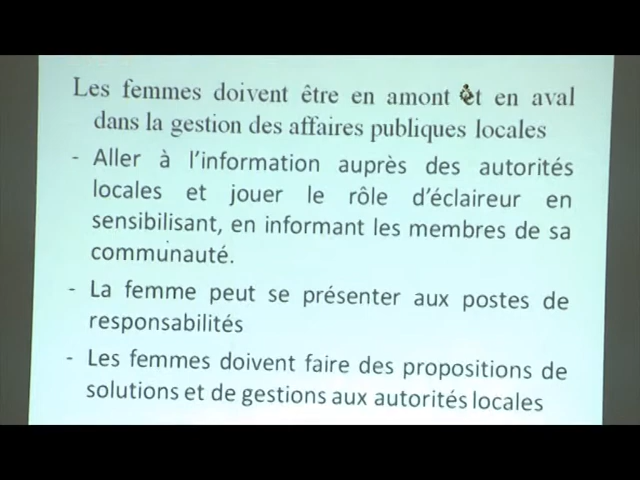 Les femmes doivent être en amont et en aval
dans la gestion des affaires publiques locales
- Aller à l'information auprès des autorités
locales et jouer le rôle d'éclaireur en
sensibilisant, en informant les membres de sa
communauté.
- La femme peut se présenter aux postes de
responsabilités
- Les femmes doivent faire des propositions de
solutions et de gestions aux autorités locales